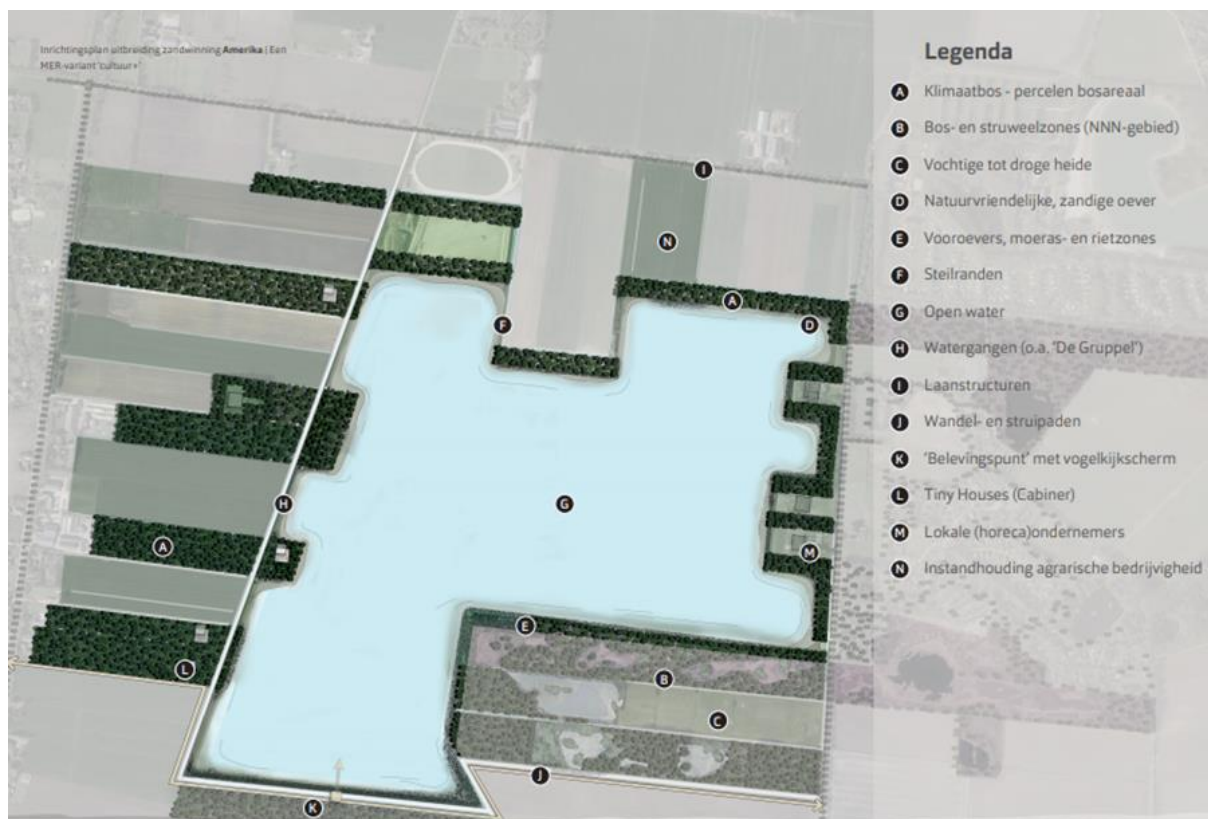 Inrichtingsplan uitbreiding zandwinning Amerika | Een
MER-variant 'cultuur+'
Legenda
A Klimaatbos - percelen bosareaal
B Bos- en struweelzones (NNN-gebied)
C Vochtige tot droge heide
D Natuurvriendelijke, zandige oever
E Vooroevers, moeras- en rietzones
F Steilranden
G Open water
H Watergangen (o.a. 'De Gruppel')
I Laanstructuren
J Wandel- en struipaden
K 'Belevingspunt' met vogelkijkscherm
L Tiny Houses (Cabiner)
M Lokale (horeca)ondernemers
N Instandhouding agrarische bedrijvigheid
I
N
A
F
D
H
G
A
M
E
L
B
C
J
K